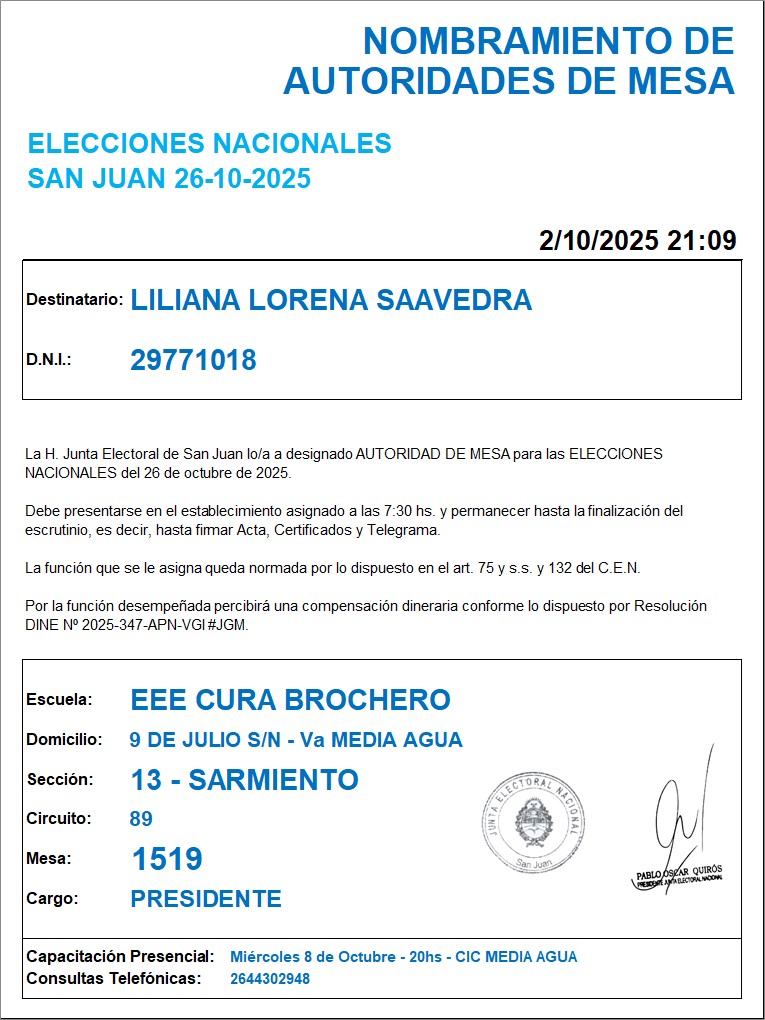 NOMBRAMIENTO DE
AUTORIDADES DE MESA
ELECCIONES NACIONALES
SAN JUAN 26-10-2025
2/10/2025 21:09
Destinatario: LILIANA LORENA SAAVEDRA
D.N.I.: 29771018
La H. Junta Electoral de San Juan lo/a a designado AUTORIDAD DE MESA para las ELECCIONES
NACIONALES del 26 de octubre de 2025.
Debe presentarse en el establecimiento asignado a las 7:30 hs. y permanecer hasta la finalización del
escrutinio, es decir, hasta firmar Acta, Certificados y Telegrama.
La función que se le asigna queda normada por lo dispuesto en el art. 75 y s.s. y 132 del C.E.N.
Por la función desempeñada percibirá una compensación dineraria conforme lo dispuesto por Resolución
DINE Nº 2025-347-APN-VGI#JGM.
Escuela: EEE CURA BROCHERO
Domicilio: 9 DE JULIO S/N - Va MEDIA AGUA
Sección: 13 - SARMIENTO
Circuito: 89
Mesa: 1519
Cargo: PRESIDENTE
JUNTA ELECTORAL NACIONAL
San Juan
PABLO OSCAR QUIRÓS
PRESIDENTE JUNTA ELECTORAL NACIONAL
Capacitación Presencial: Miércoles 8 de Octubre - 20hs - CIC MEDIA AGUA
Consultas Telefónicas: 2644302948